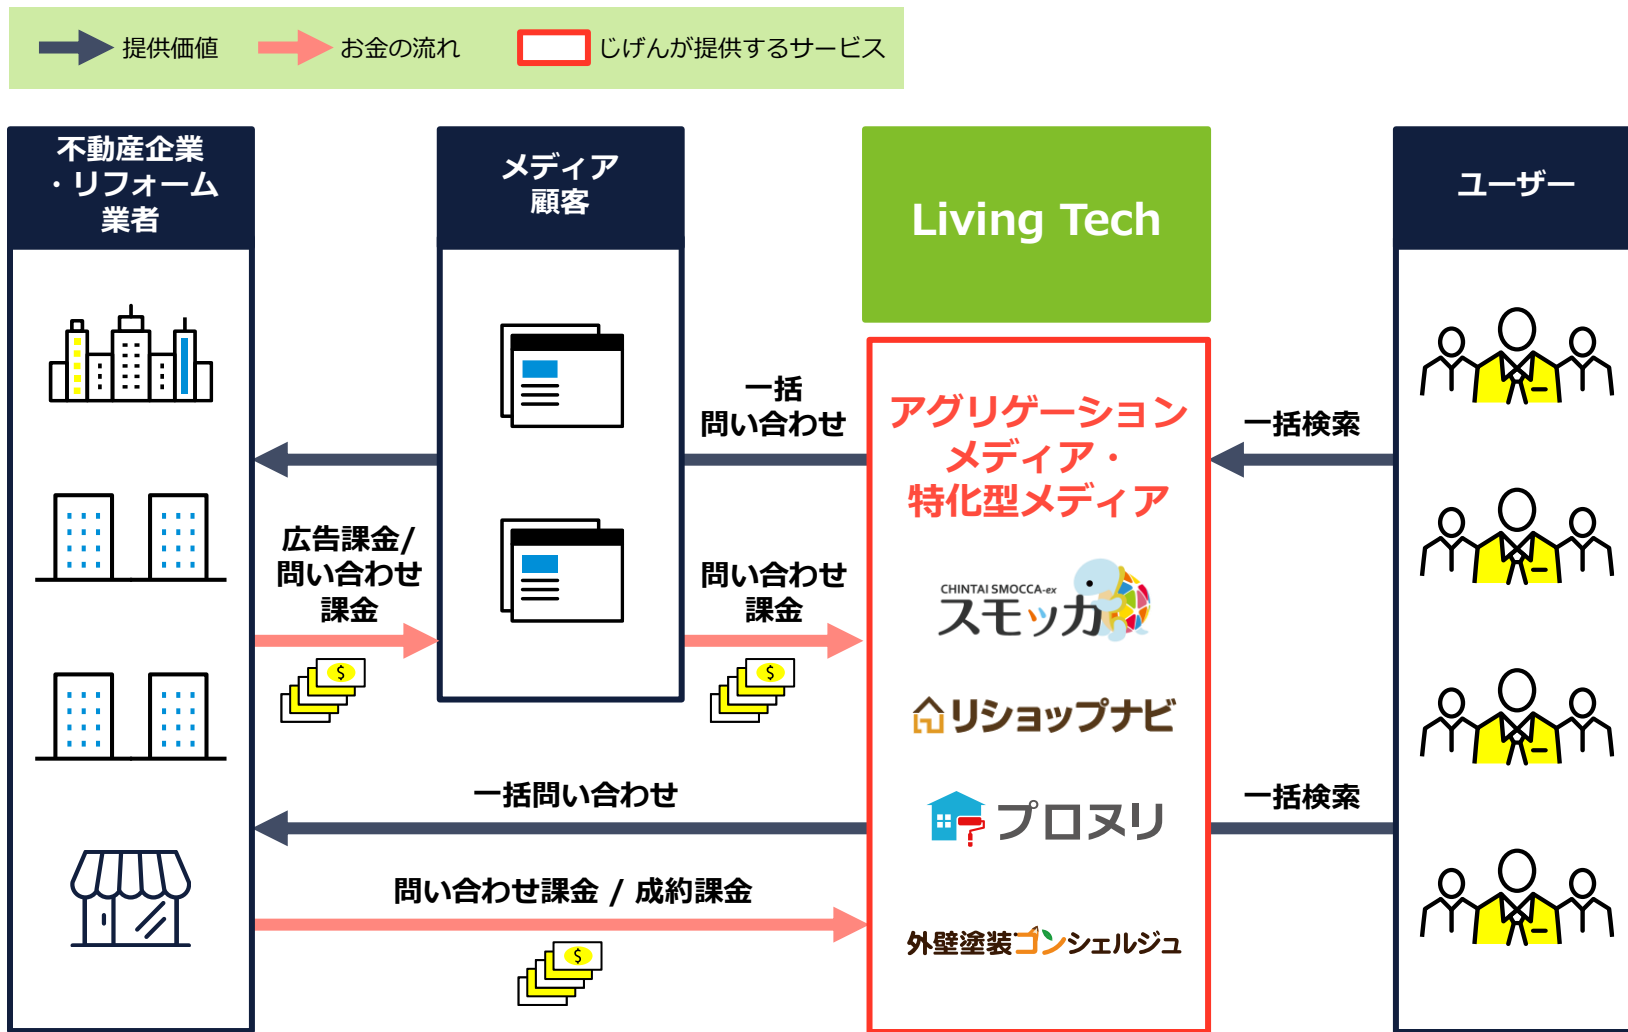 提供価値
お金の流れ
じげんが提供するサービス
不動産企業
・リフォーム
業者
メディア
顧客
Living Tech
ユーザー
一括
問い合わせ
アグリゲーション
メディア・
特化型メディア
一括検索
広告課金/
問い合わせ
課金
問い合わせ
課金
CHINTAI SMOCCA-ex
スモッカ
$
$
リショップナビ
一括問い合わせ
プロヌリ
一括検索
問い合わせ課金 / 成約課金
外壁塗装コンシェルジュ
$